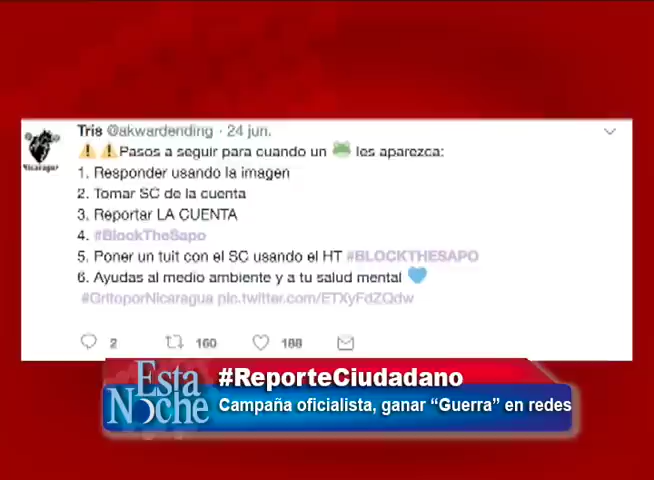 Tris @akwardending · 24 jun.
⚠️ ⚠️Pasos a seguir para cuando un 🐸 les aparezca:
1. Responder usando la imagen
2. Tomar SC de la cuenta
3. Reportar LA CUENTA
4. #BlockTheSapo
5. Poner un tuit con el SC usando el HT #BLOCKTHESAPO
6. Ayudas al medio ambiente y a tu salud mental 💙
#GritoporNicaragua pic.twitter.com/ETXyFdZQdw
2 160 188
Esta Noche
#ReporteCiudadano
Campaña oficialista, ganar “Guerra” en redes